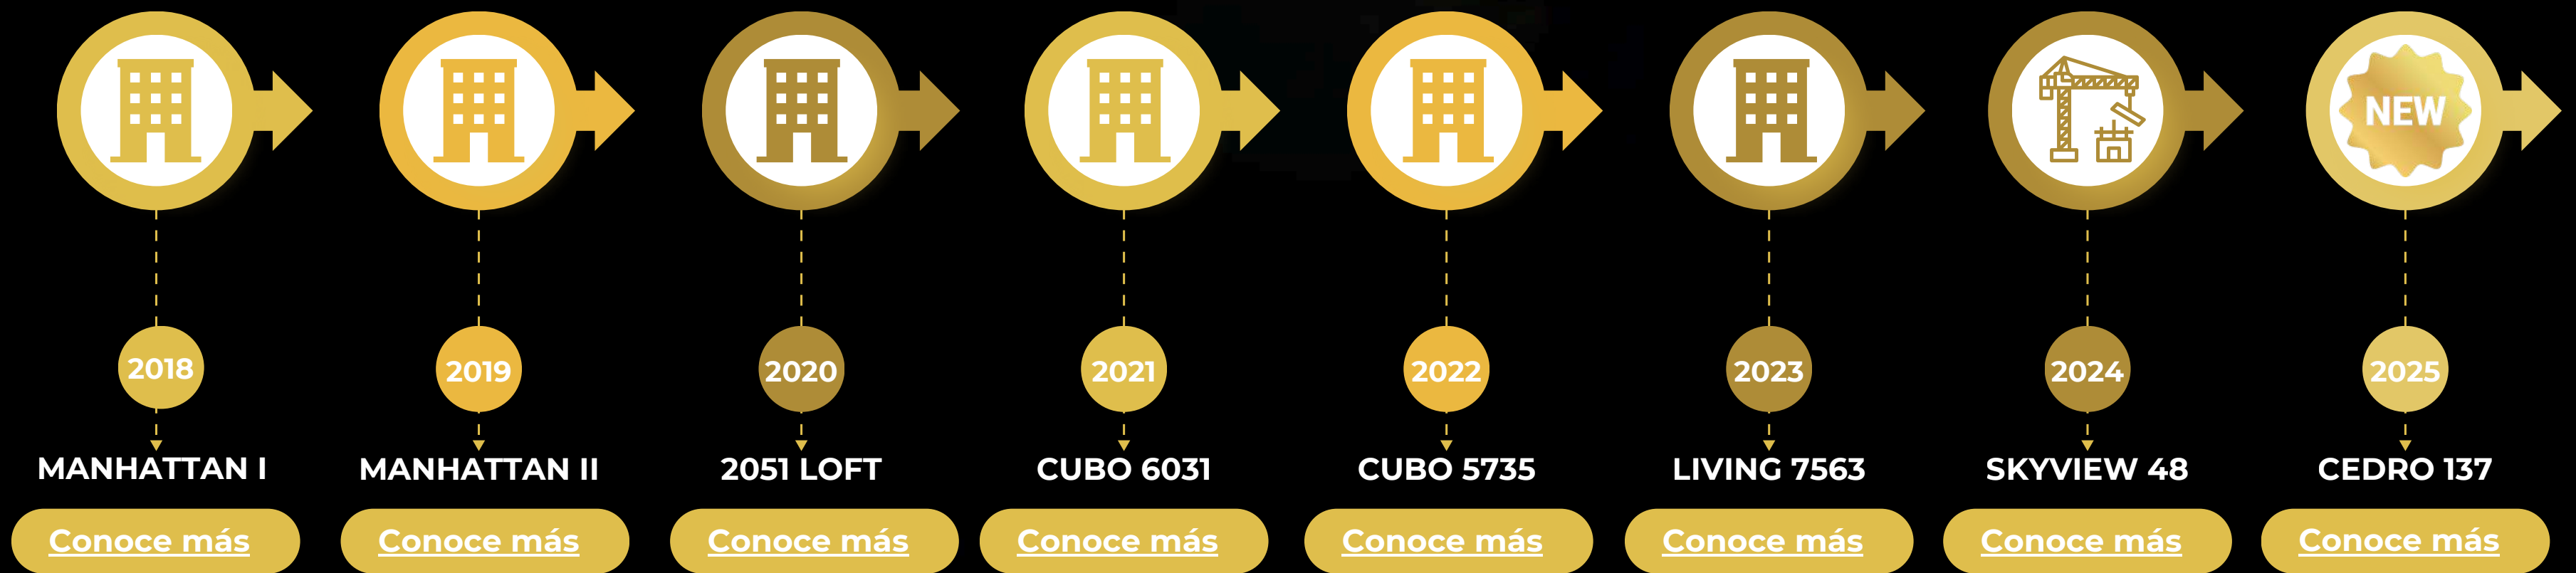 NEW
2018 2019 2020 2021 2022 2023 2024 2025
MANHATTAN I MANHATTAN II 2051 LOFT CUBO 6031 CUBO 5735 LIVING 7563 SKYVIEW 48 CEDRO 137
Conoce más Conoce más Conoce más Conoce más Conoce más Conoce más Conoce más Conoce más